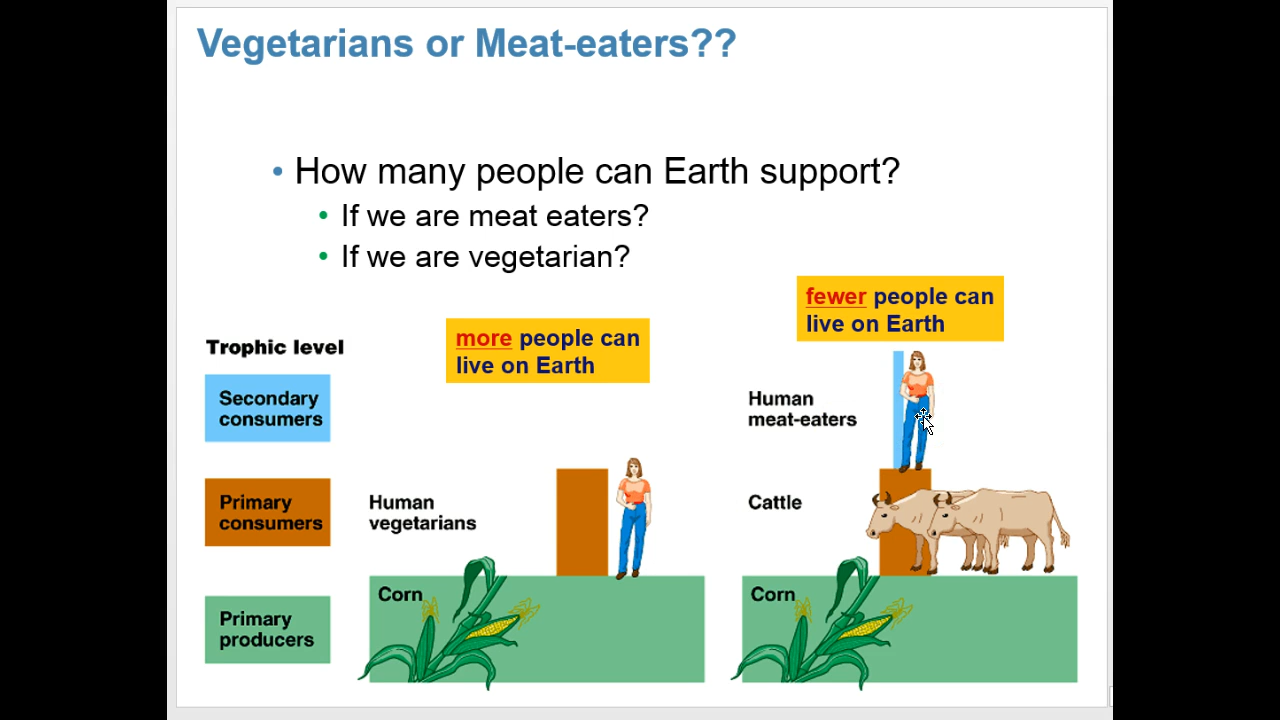 Vegetarians or Meat-eaters??
• How many people can Earth support?
• If we are meat eaters?
• If we are vegetarian?
fewer people can
live on Earth
more people can
live on Earth
Trophic level
Secondary
consumers
Human
meat-eaters
Primary
consumers
Human
vegetarians
Cattle
Primary
producers
Corn
Corn